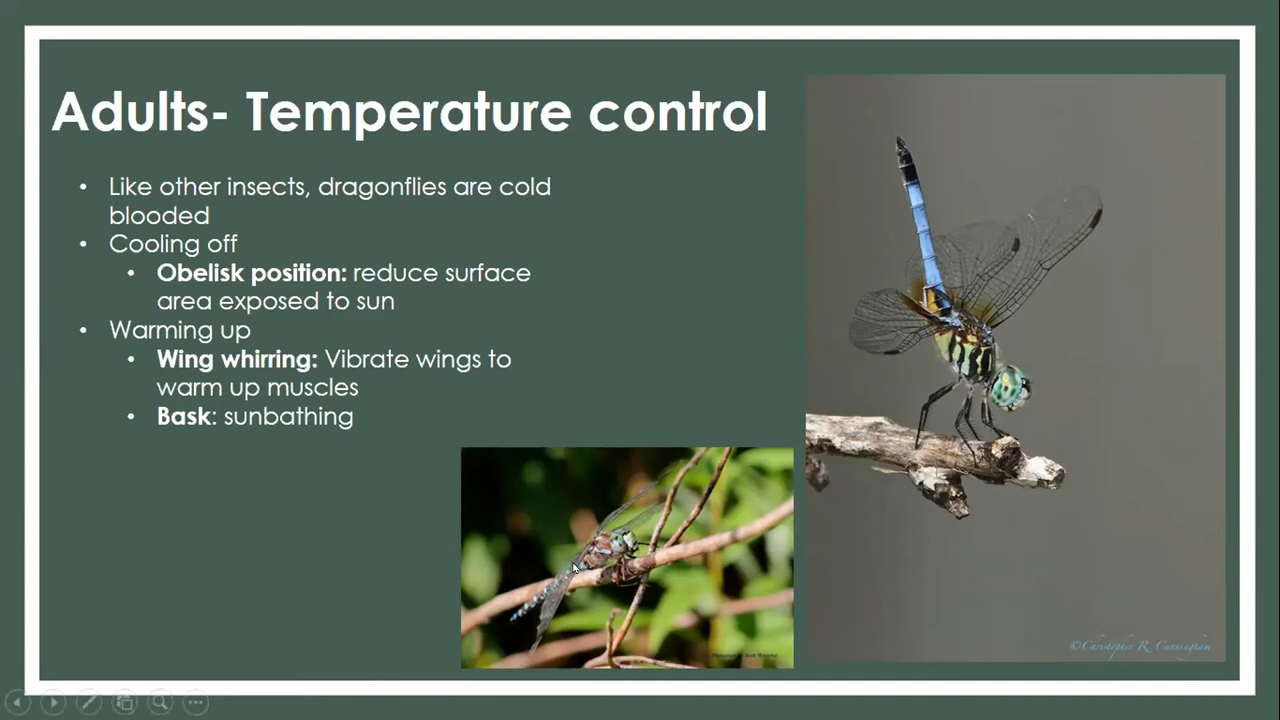 Adults- Temperature control
• Like other insects, dragonflies are cold
blooded
• Cooling off
• Obelisk position: reduce surface
area exposed to sun
• Warming up
• Wing whirring: Vibrate wings to
warm up muscles
• Bask: sunbathing
©Christopher R. Cunningham